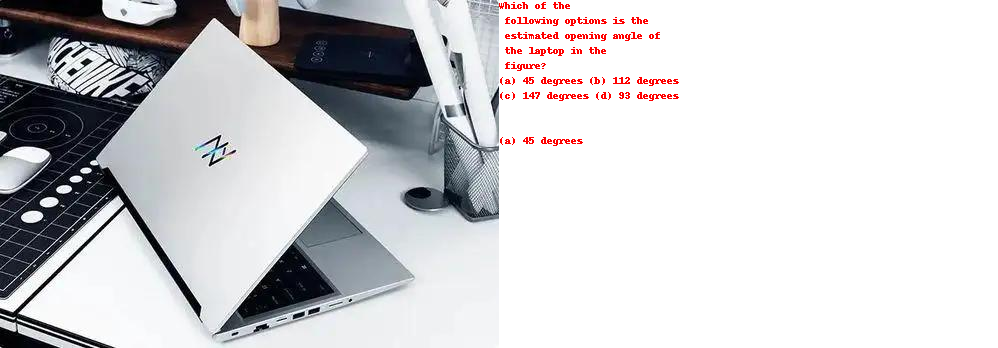 MACHENIKE
Which of the
following options is the
estimated opening angle of
the laptop in the
figure?
(a) 45 degrees (b) 112 degrees
(c) 147 degrees (d) 93 degrees
(a) 45 degrees